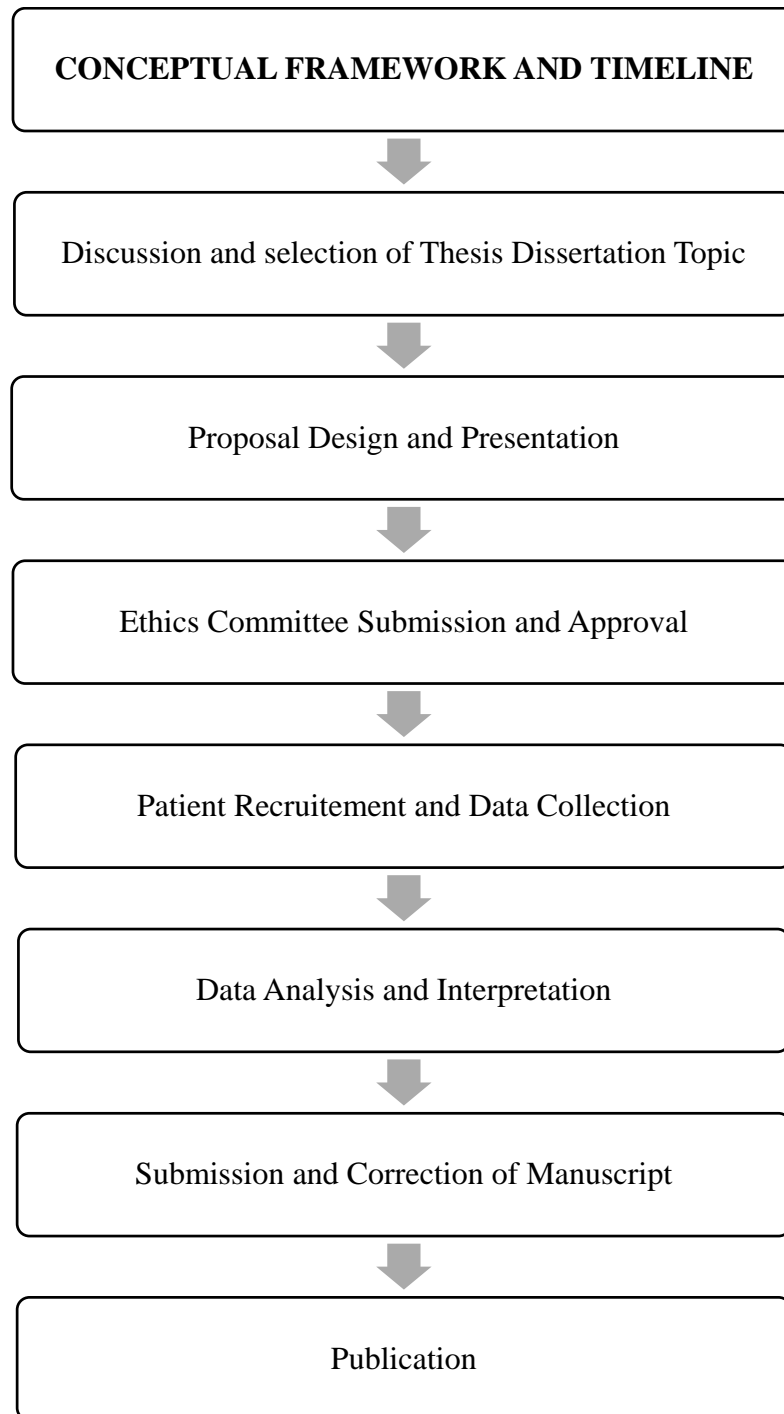 CONCEPTUAL FRAMEWORK AND TIMELINE
Discussion and selection of Thesis Dissertation Topic
Proposal Design and Presentation
Ethics Committee Submission and Approval
Patient Recruitement and Data Collection
Data Analysis and Interpretation
Submission and Correction of Manuscript
Publication